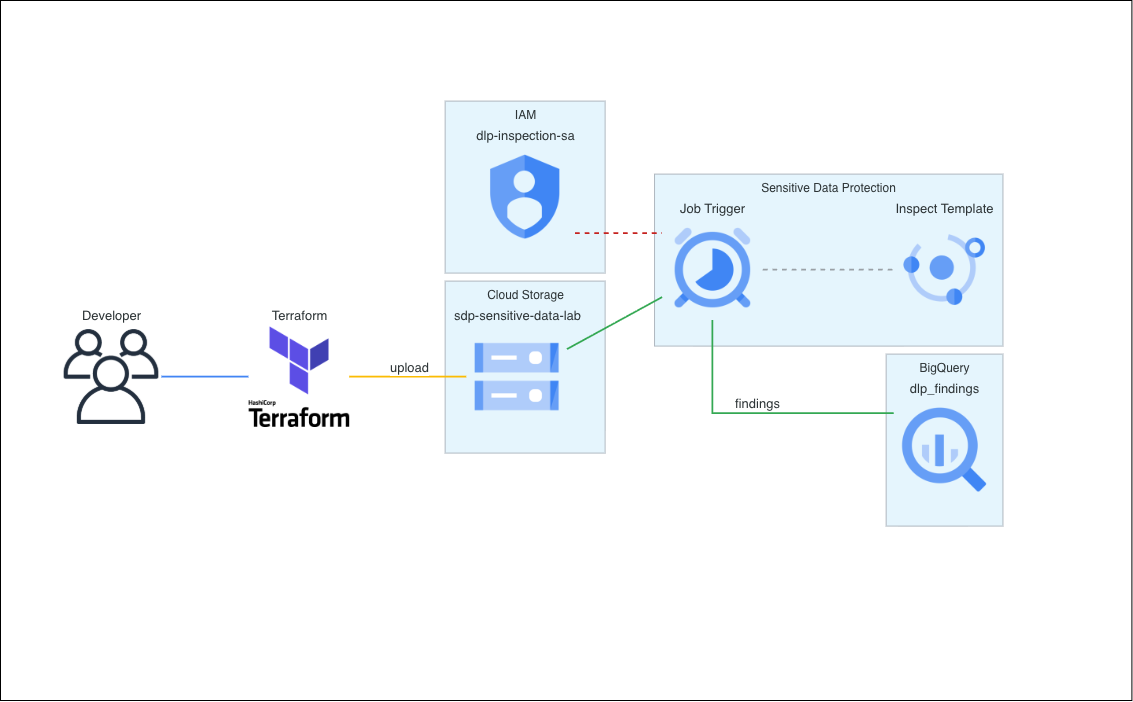 IAM
dlp-inspection-sa
Sensitive Data Protection
Job Trigger
Inspect Template
Cloud Storage
sdp-sensitive-data-lab
Developer
Terraform
upload
HashiCorp
Terraform
BigQuery
dlp_findings
findings